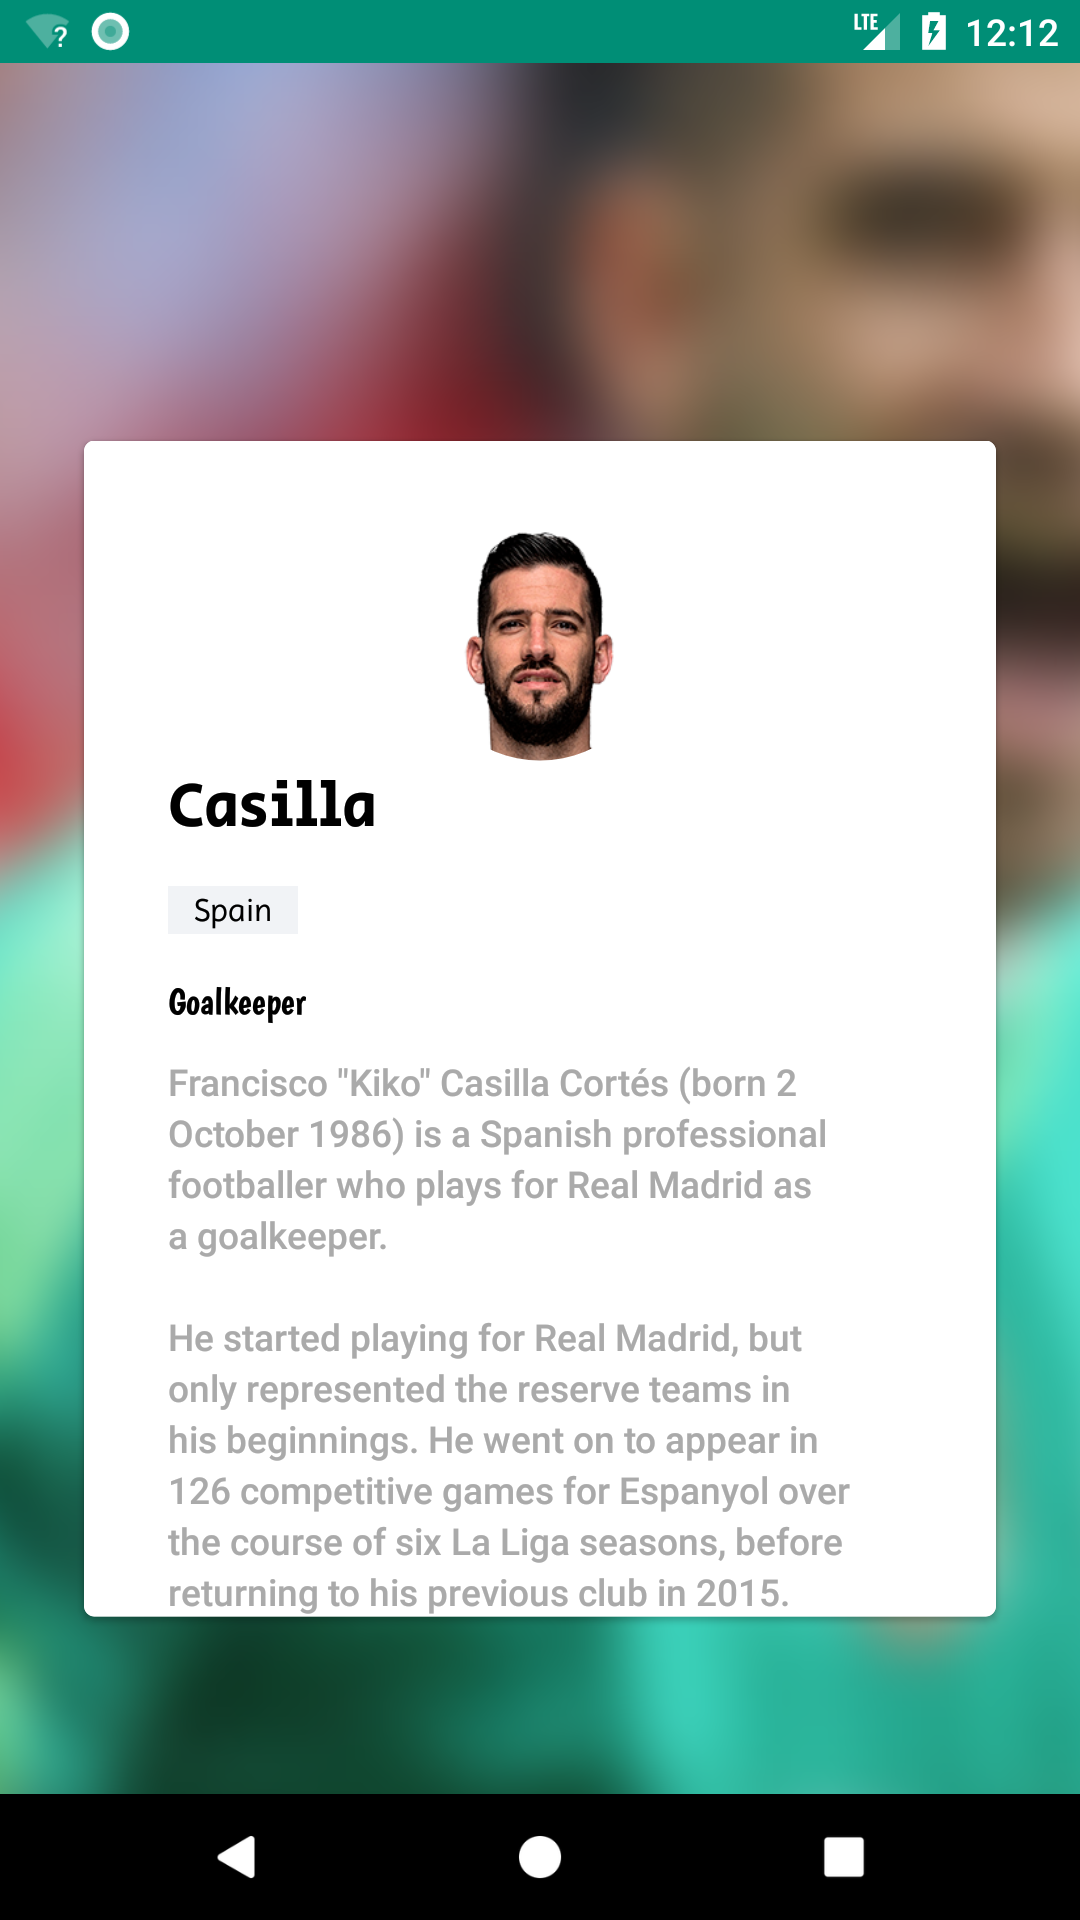 LTE 12:12
Casilla
Spain
Goalkeeper
Francisco "Kiko" Casilla Cortés (born 2
October 1986) is a Spanish professional
footballer who plays for Real Madrid as
a goalkeeper.
He started playing for Real Madrid, but
only represented the reserve teams in
his beginnings. He went on to appear in
126 competitive games for Espanyol over
the course of six La Liga seasons, before
returning to his previous club in 2015.